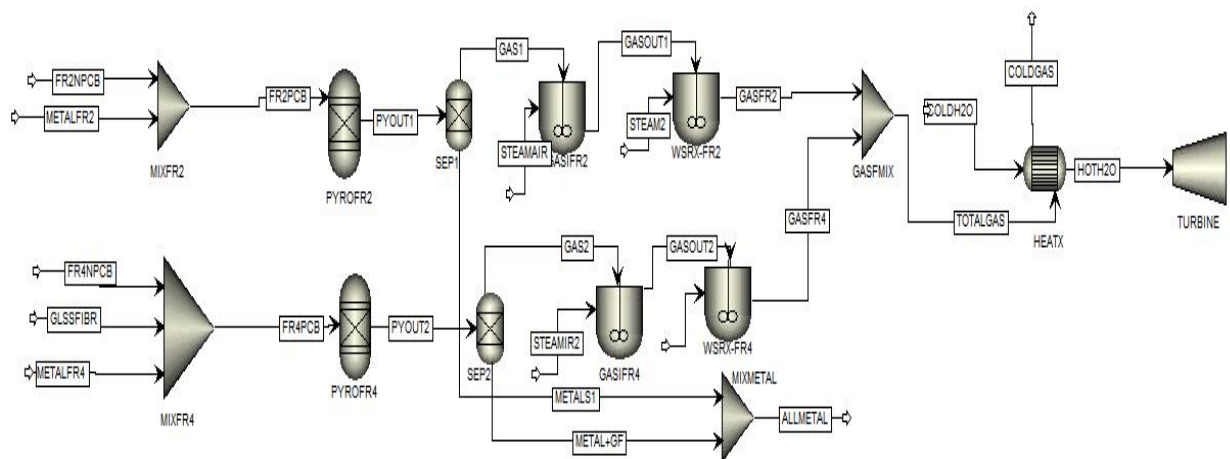 FR2NPCB
METALFR2
MIXFR2
FR2PCB
PYROFR2
PYOUT1
SEP1
GAS1
STEAMAIR
GASIFR2
GASOUT1
STEAM2
WSRX-FR2
GASFR2
GASFMIX
COLDH2O
COLDGAS
HOTH2O
HEATX
TURBINE
TOTALGAS
GASFR4
FR4NPCB
GLSSFIBR
METALFR4
MIXFR4
FR4PCB
PYROFR4
PYOUT2
SEP2
GAS2
STEAMIR2
GASIFR4
GASOUT2
WSRX-FR4
METALS1
METAL+GF
MIXMETAL
ALLMETAL